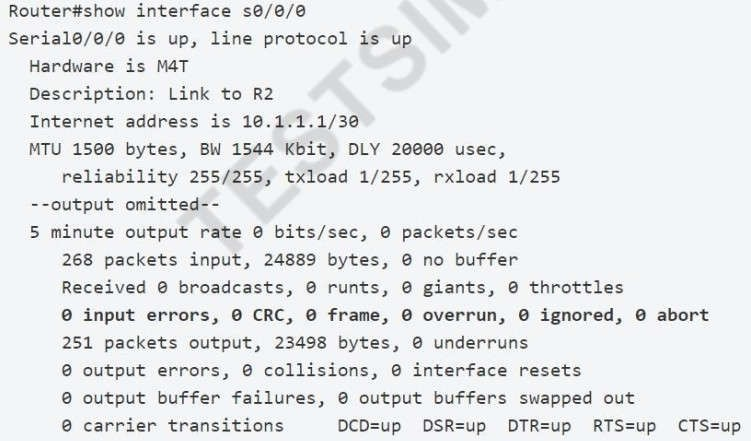 Router#show interface s0/0/0
Serial0/0/0 is up, line protocol is up
Hardware is M4T
Description: Link to R2
Internet address is 10.1.1.1/30
MTU 1500 bytes, BW 1544 Kbit, DLY 20000 usec,
reliability 255/255, txload 1/255, rxload 1/255
--output omitted--
5 minute output rate 0 bits/sec, 0 packets/sec
268 packets input, 24889 bytes, 0 no buffer
Received 0 broadcasts, 0 runts, 0 giants, 0 throttles
0 input errors, 0 CRC, 0 frame, 0 overrun, 0 ignored, 0 abort
251 packets output, 23498 bytes, 0 underruns
0 output errors, 0 collisions, 0 interface resets
0 output buffer failures, 0 output buffers swapped out
0 carrier transitions DCD=up DSR=up DTR=up RTS=up CTS=up